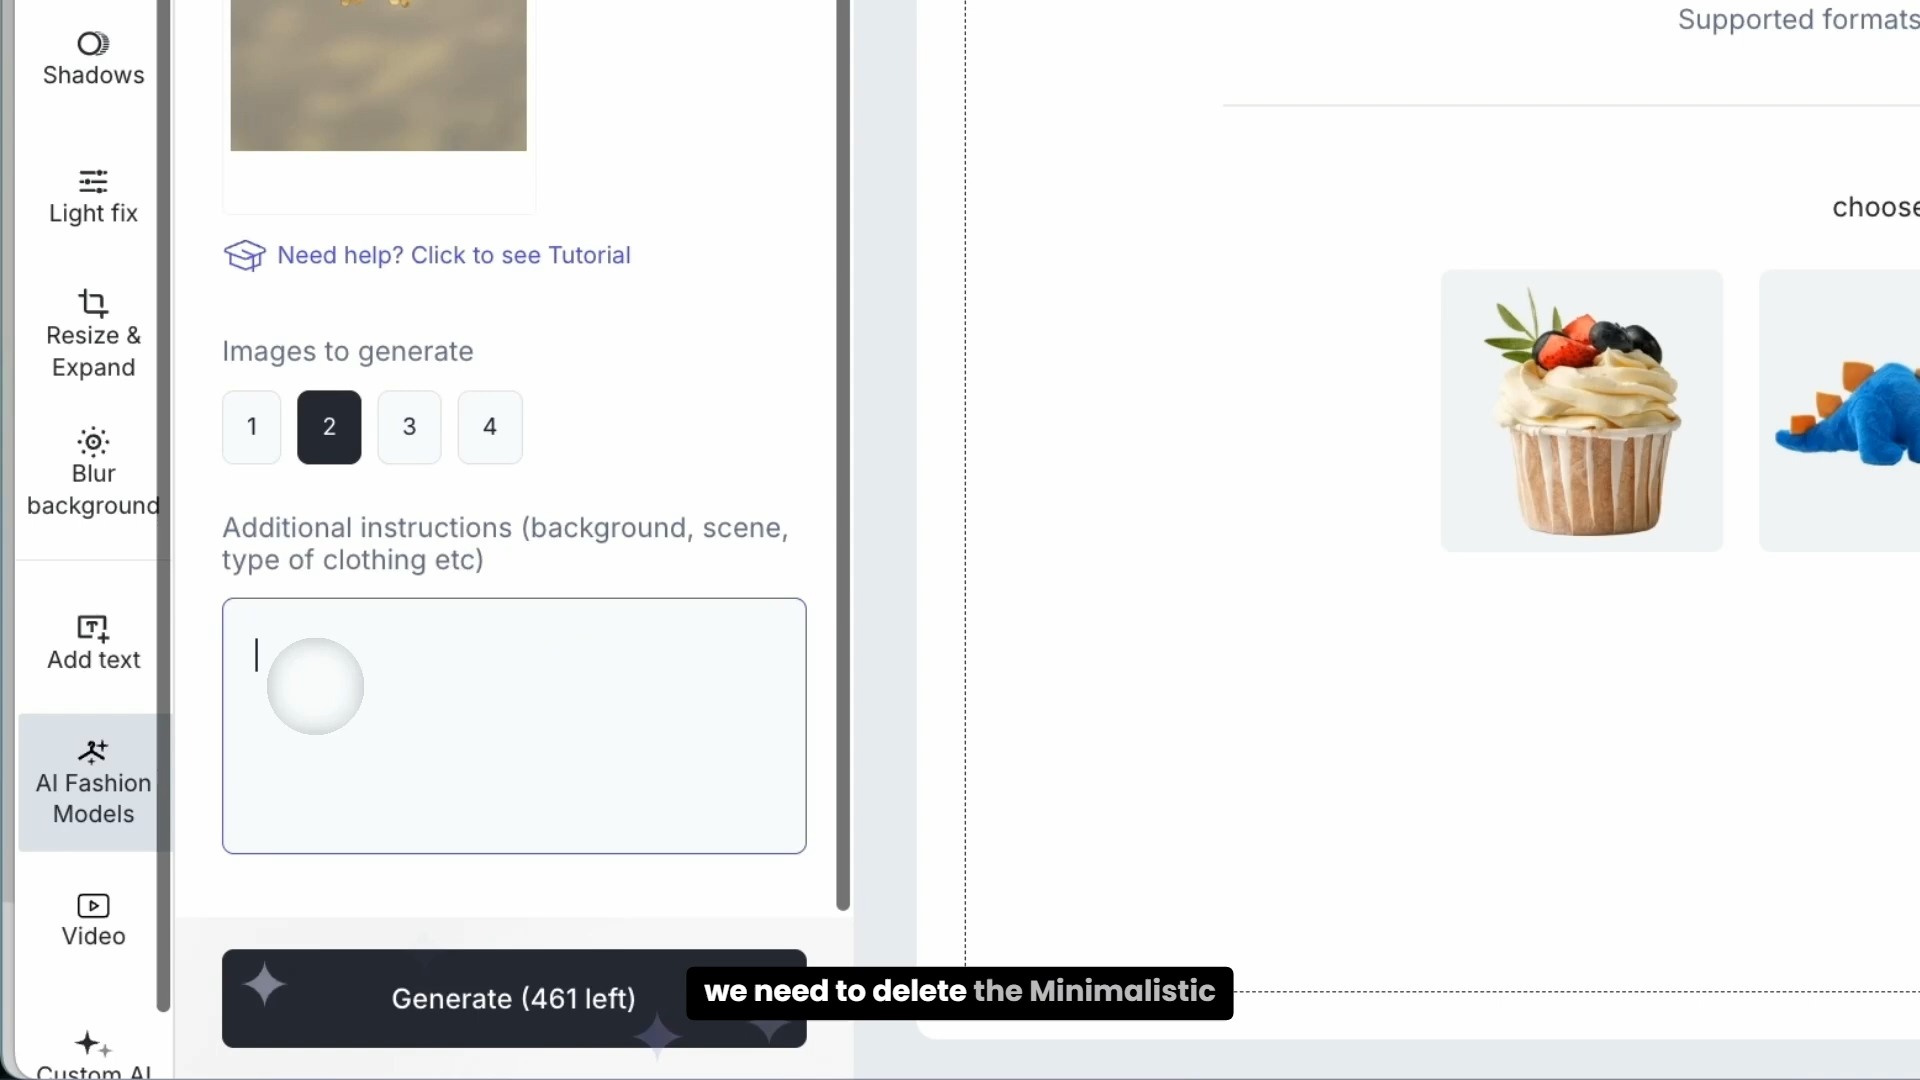 Shadows
Light fix
Resize &
Expand
Blur
background
Add text
AI Fashion
Models
Video
Custom AI
Need help? Click to see Tutorial
Images to generate
1 2 3 4
Additional instructions (background, scene,
type of clothing etc)
Generate (461 left)
Supported formats
choose
we need to delete the Minimalistic